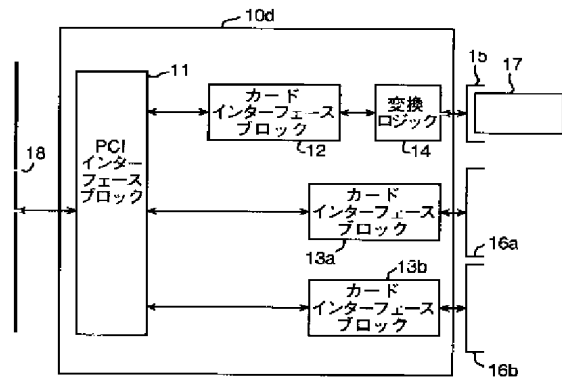 10d
11
PCI
インター
フェース
ブロック
18
カード
インターフェース
ブロック
12
変換
ロジック
14
15
17
カード
インターフェース
ブロック
13a
16a
13b
カード
インターフェース
ブロック
16b